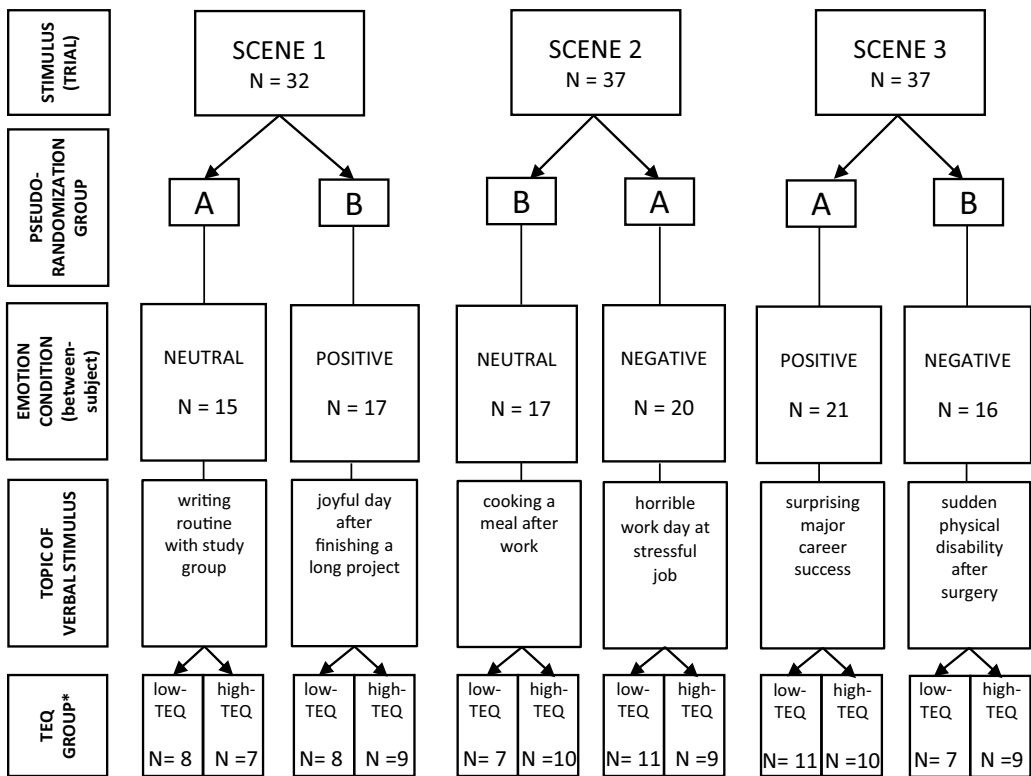 STIMULUS
(TRIAL)
SCENE 1
N = 32
SCENE 2
N = 37
SCENE 3
N = 37
PSEUDO-
RANDOMIZATION
GROUP
A
B
B
A
A
B
EMOTION
CONDITION
(between-
subject)
NEUTRAL
N = 15
POSITIVE
N = 17
NEUTRAL
N = 17
NEGATIVE
N = 20
POSITIVE
N = 21
NEGATIVE
N = 16
TOPIC OF
VERBAL STIMULUS
writing
routine
with study
group
joyful day
after
finishing a
long project
cooking a
meal after
work
horrible
work day at
stressful
job
surprising
major
career
success
sudden
physical
disability
after
surgery
TEQ
GROUP*
low-
TEQ
N= 8
high-
TEQ
N =7
low-
TEQ
N= 8
high-
TEQ
N =9
low-
TEQ
N= 7
high-
TEQ
N =10
low-
TEQ
N= 11
high-
TEQ
N =9
low-
TEQ
N= 11
high-
TEQ
N =10
low-
TEQ
N= 7
high-
TEQ
N =9